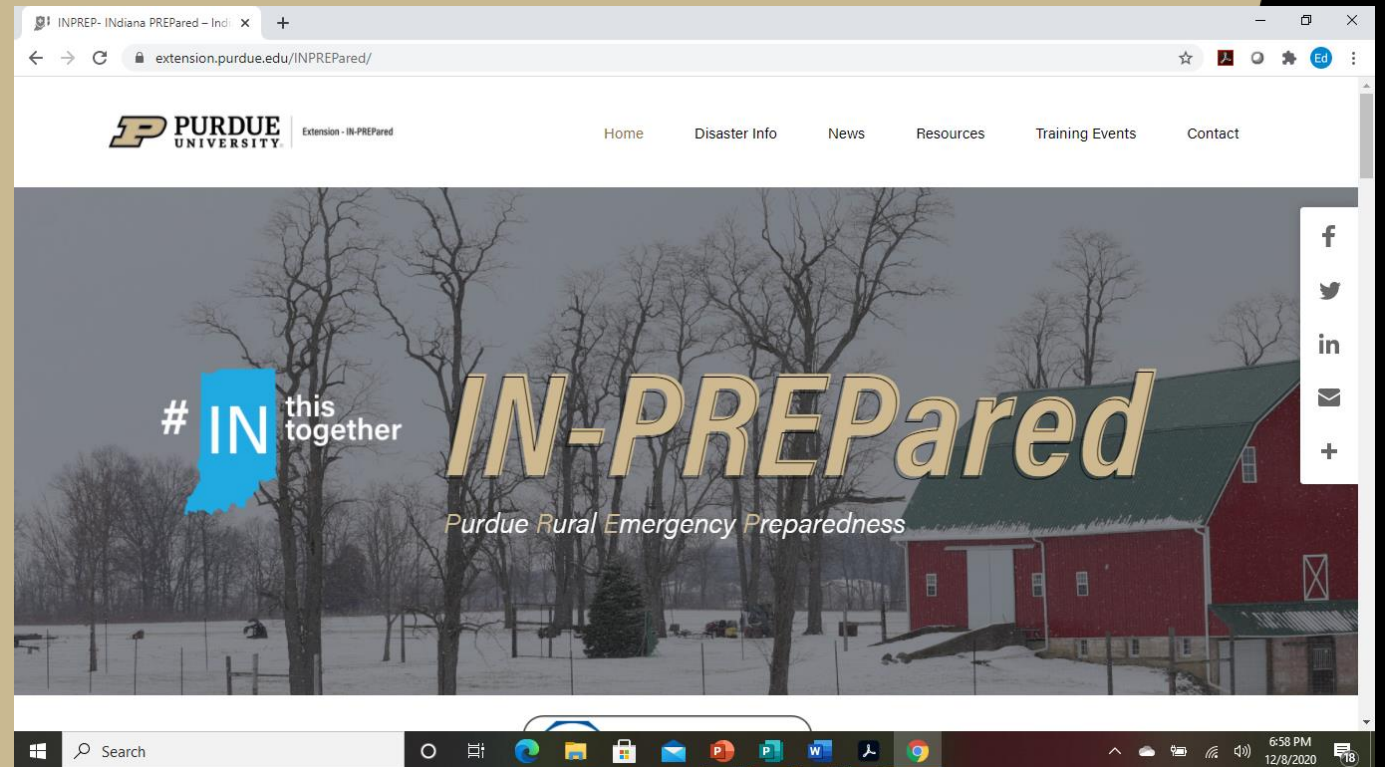 INPREP- INdiana PREPared – Indi
extension.purdue.edu/INPREPared/
Ed
PURDUE
UNIVERSITY.
Extension - IN-PREPared
Home Disaster Info News Resources Training Events Contact
# IN this together
IN-PREPared
Purdue Rural Emergency Preparedness
f
in
Search
6:58 PM
12/8/2020
18